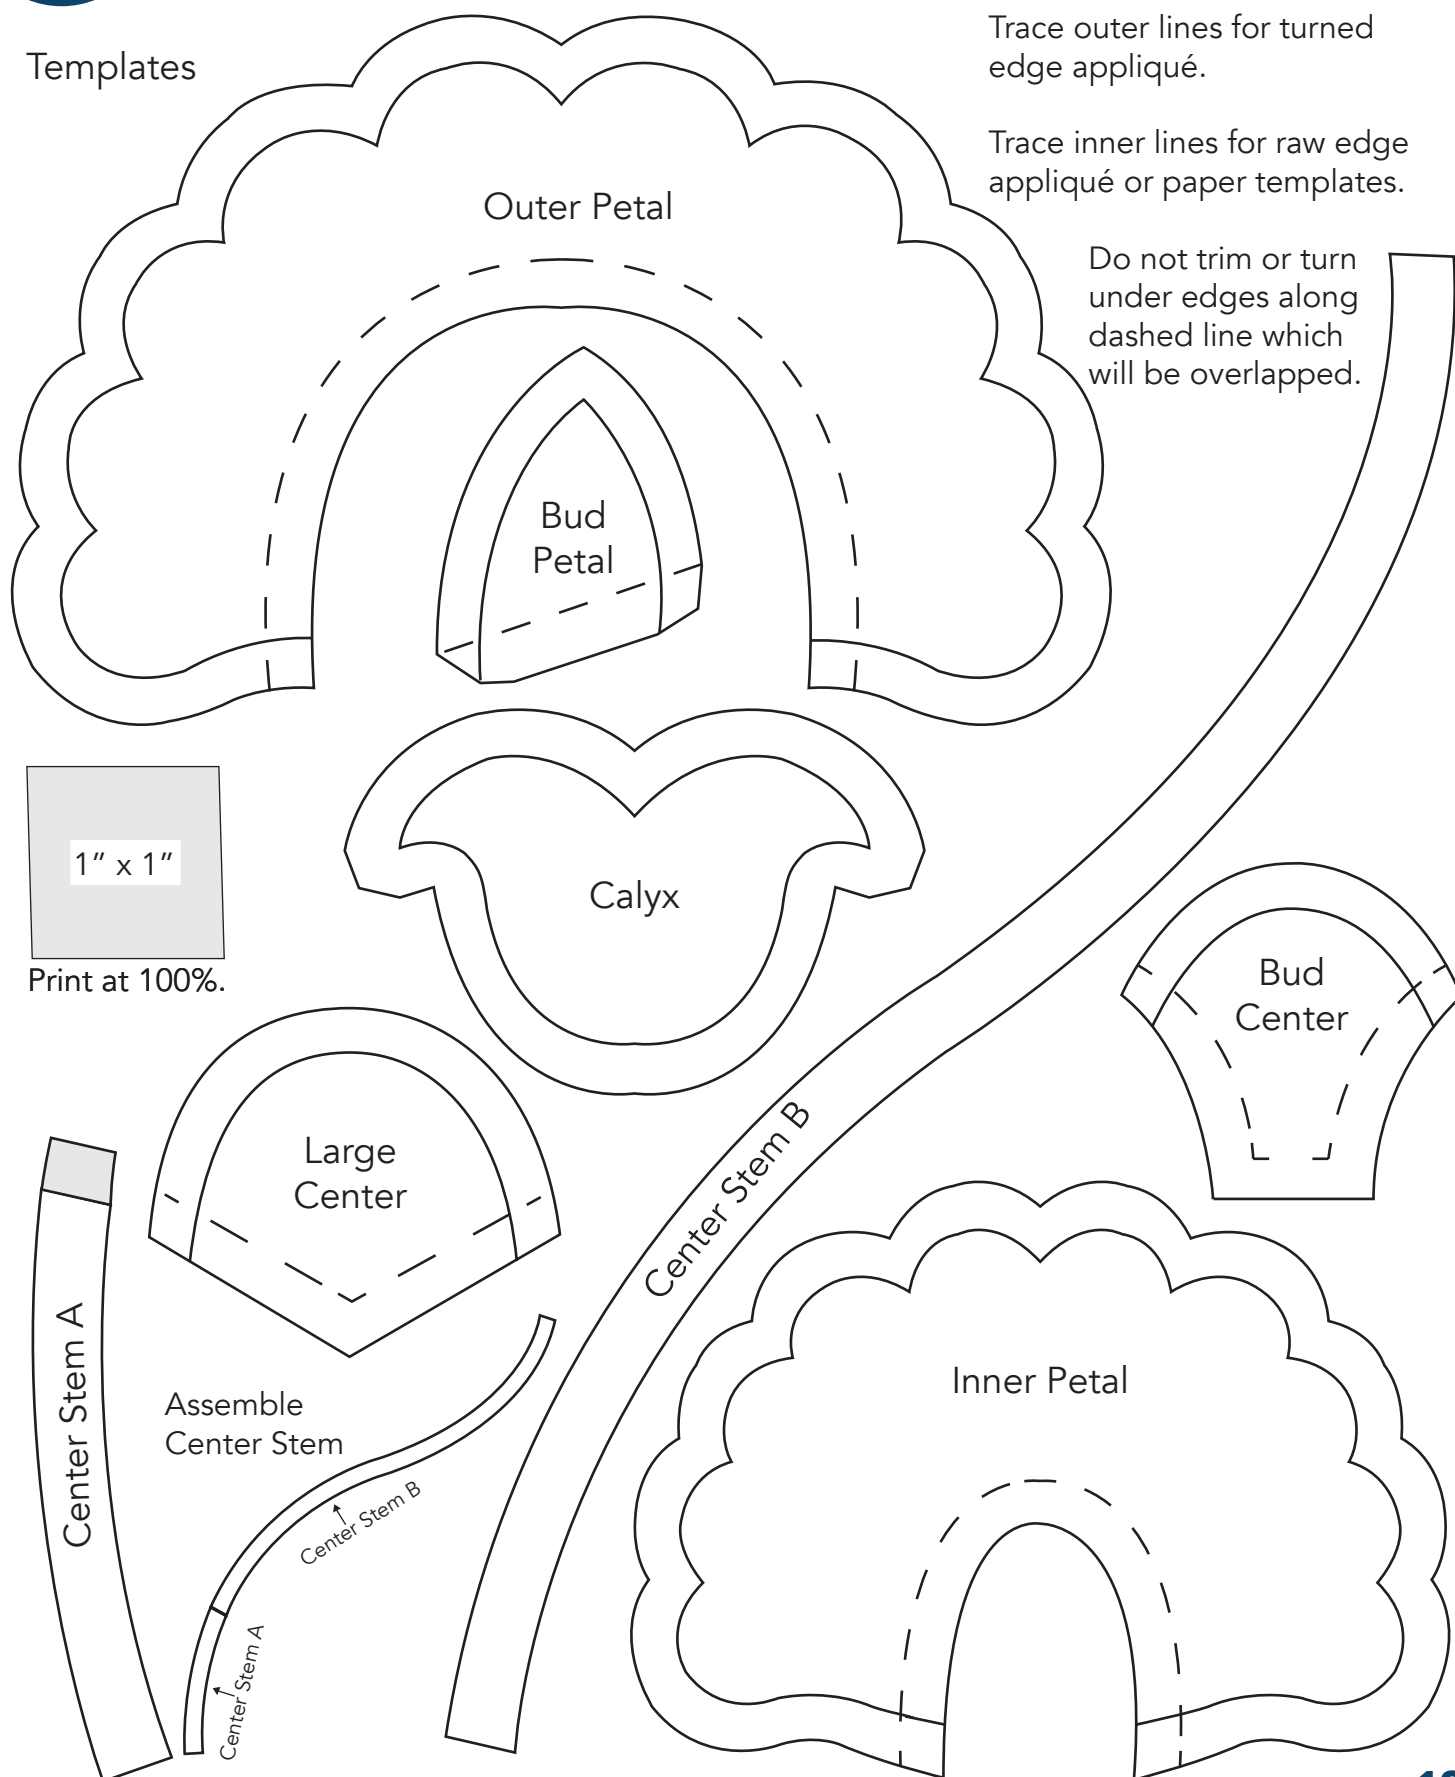 Templates
Trace outer lines for turned
edge appliqué.
Trace inner lines for raw edge
appliqué or paper templates.
Do not trim or turn
under edges along
dashed line which
will be overlapped.
Outer Petal
Bud
Petal
1” x 1”
Print at 100%.
Calyx
Bud
Center
Large
Center
Center Stem B
Center Stem A
Assemble
Center Stem
Center Stem B
Center Stem A
Inner Petal